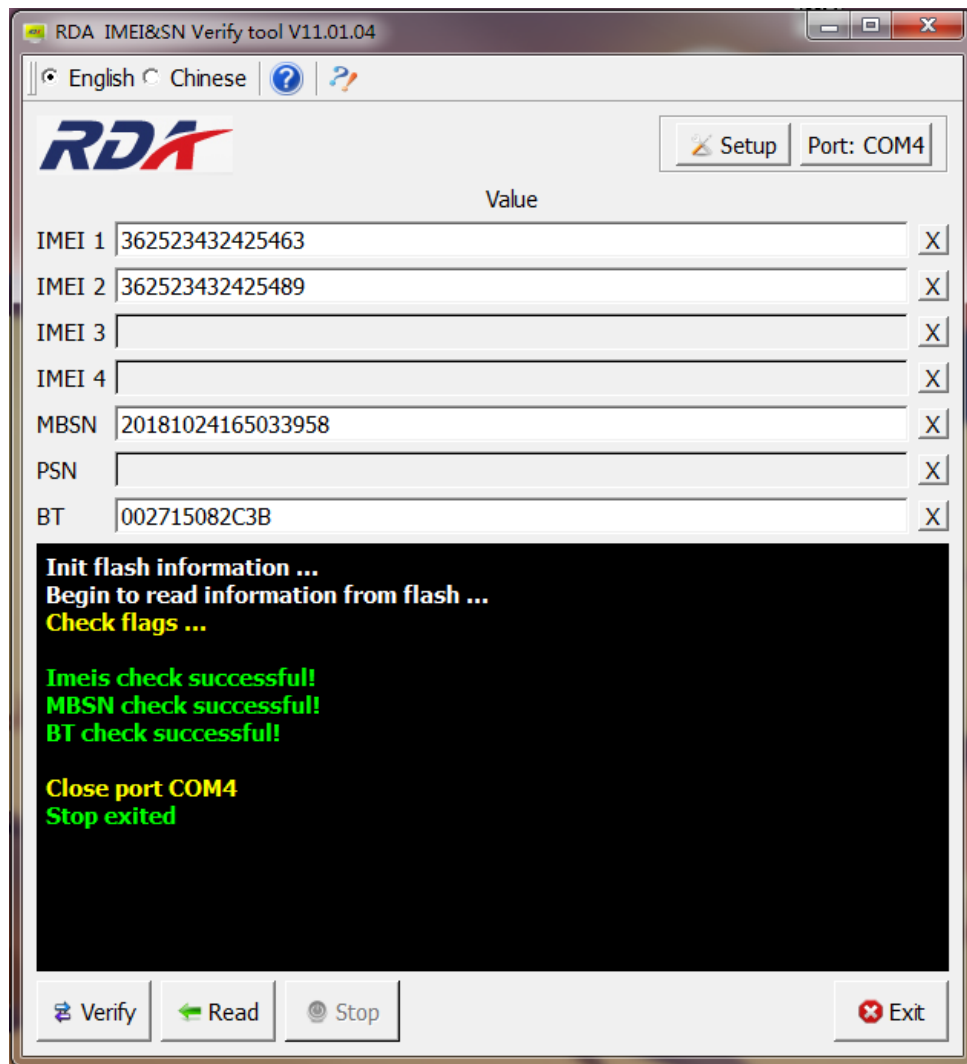 RDA IMEI&SN Verify tool V11.01.04
English Chinese
RDA
Setup Port: COM4
Value
IMEI 1 362523432425463 X
IMEI 2 362523432425489 X
IMEI 3 X
IMEI 4 X
MBSN 20181024165033958 X
PSN X
BT 002715082C3B X
Init flash information ...
Begin to read information from flash ...
Check flags ...
Imeis check successful!
MBSN check successful!
BT check successful!
Close port COM4
Stop exited
Verify Read Stop Exit